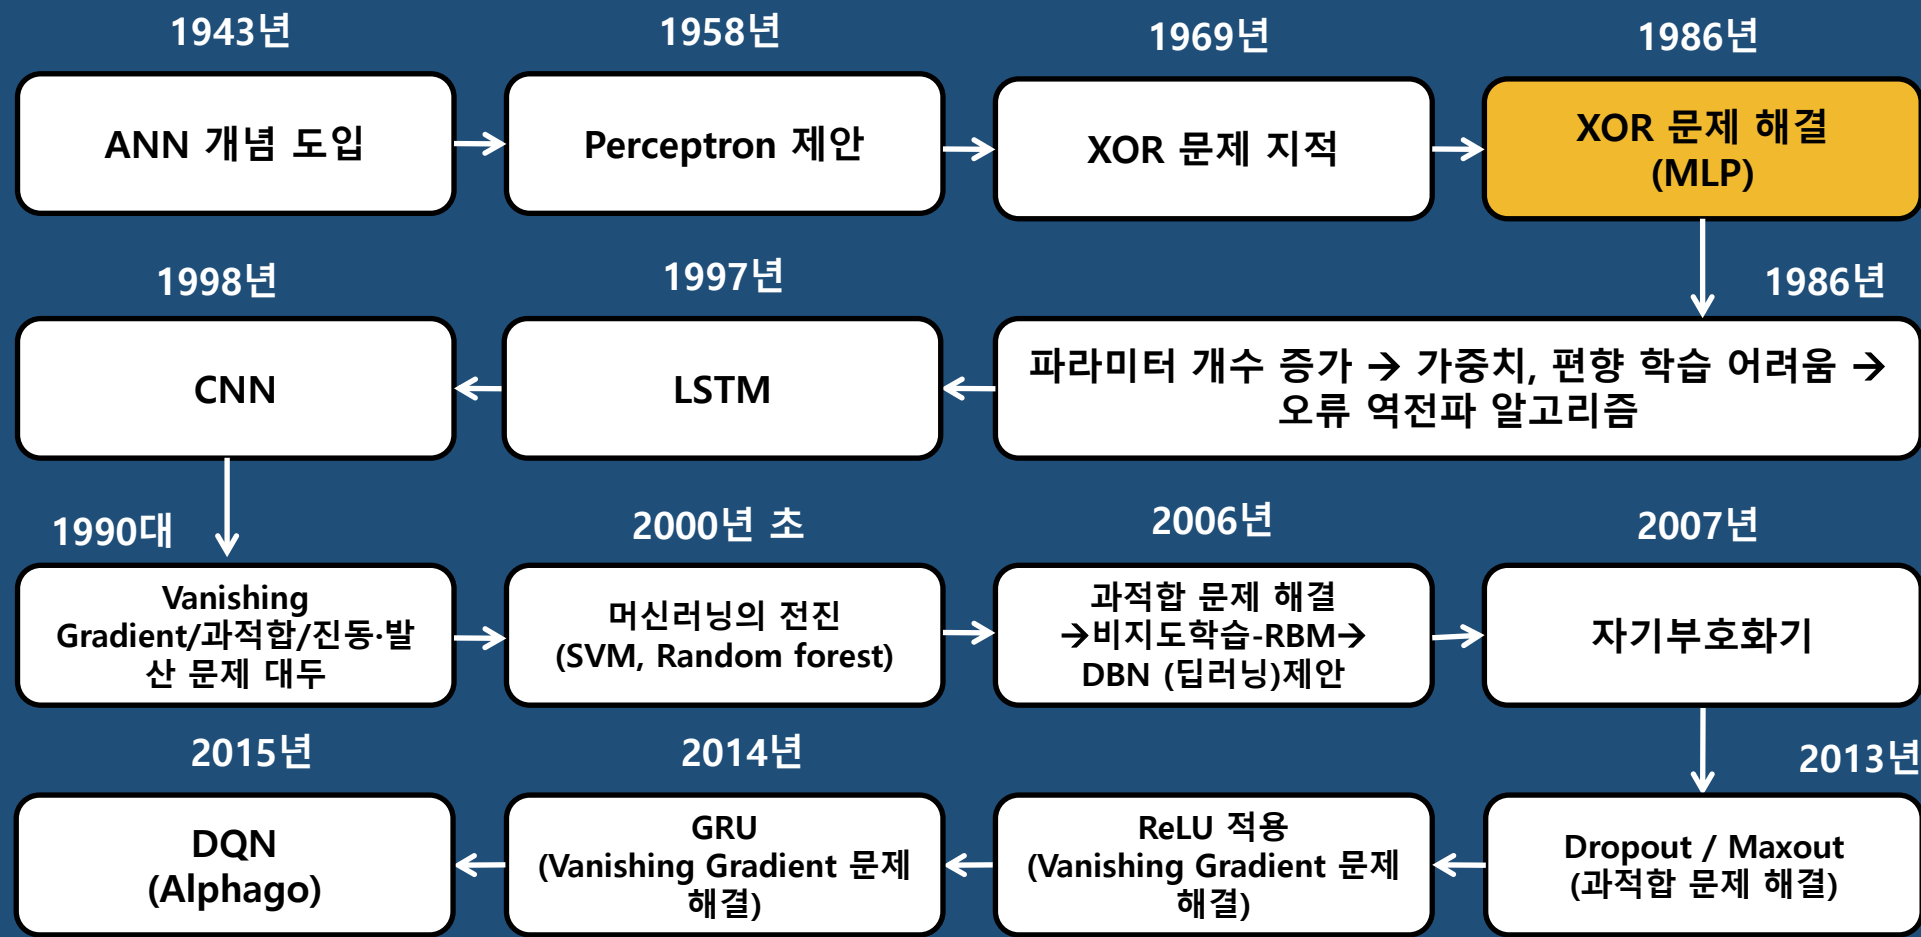 1943년
ANN 개념 도입
1958년
Perceptron 제안
1969년
XOR 문제 지적
1986년
XOR 문제 해결
(MLP)
1986년
파라미터 개수 증가 → 가중치, 편향 학습 어려움 →
오류 역전파 알고리즘
1997년
LSTM
1998년
CNN
1990대
Vanishing
Gradient/과적합/진동·발
산 문제 대두
2000년 초
머신러닝의 전진
(SVM, Random forest)
2006년
과적합 문제 해결
→비지도학습-RBM→
DBN (딥러닝)제안
2007년
자기부호화기
2013년
Dropout / Maxout
(과적합 문제 해결)
ReLU 적용
(Vanishing Gradient 문제
해결)
2014년
GRU
(Vanishing Gradient 문제
해결)
2015년
DQN
(Alphago)